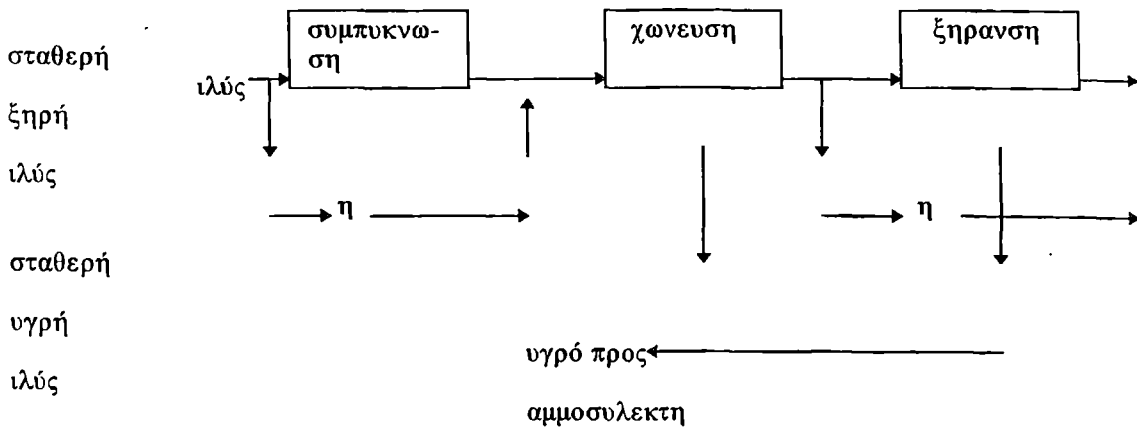 συμπυκνω-
ση
χωνευση
ξηρανση
σταθερή
ιλύς
ξηρή
ιλύς
η
η
σταθερή
υγρή
υγρό προς
ιλύς
αμμοσυλεκτη